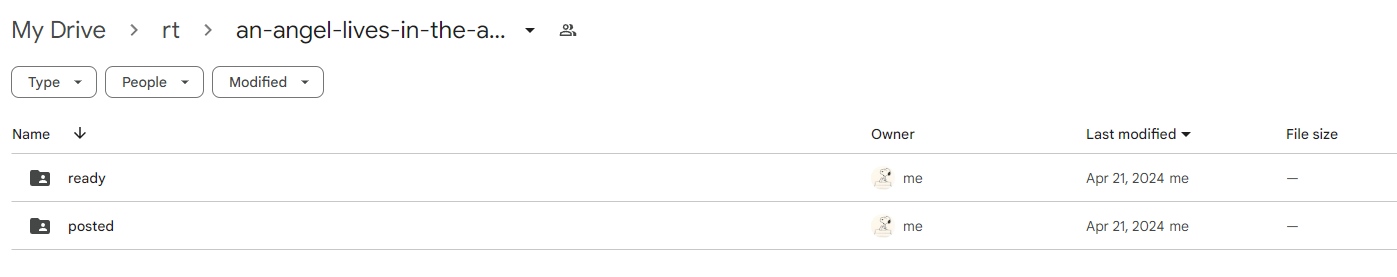 My Drive > rt > an-angel-lives-in-the-a...
Type People Modified
Name Owner Last modified File size
ready me Apr 21, 2024 me —
posted me Apr 21, 2024 me —